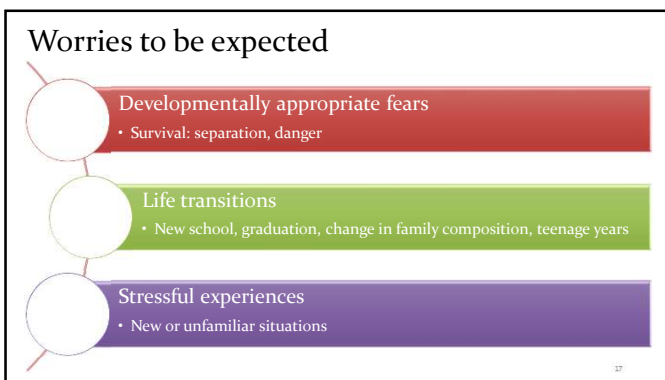 Worries to be expected
Developmentally appropriate fears
• Survival: separation, danger
Life transitions
• New school, graduation, change in family composition, teenage years
Stressful experiences
• New or unfamiliar situations
17